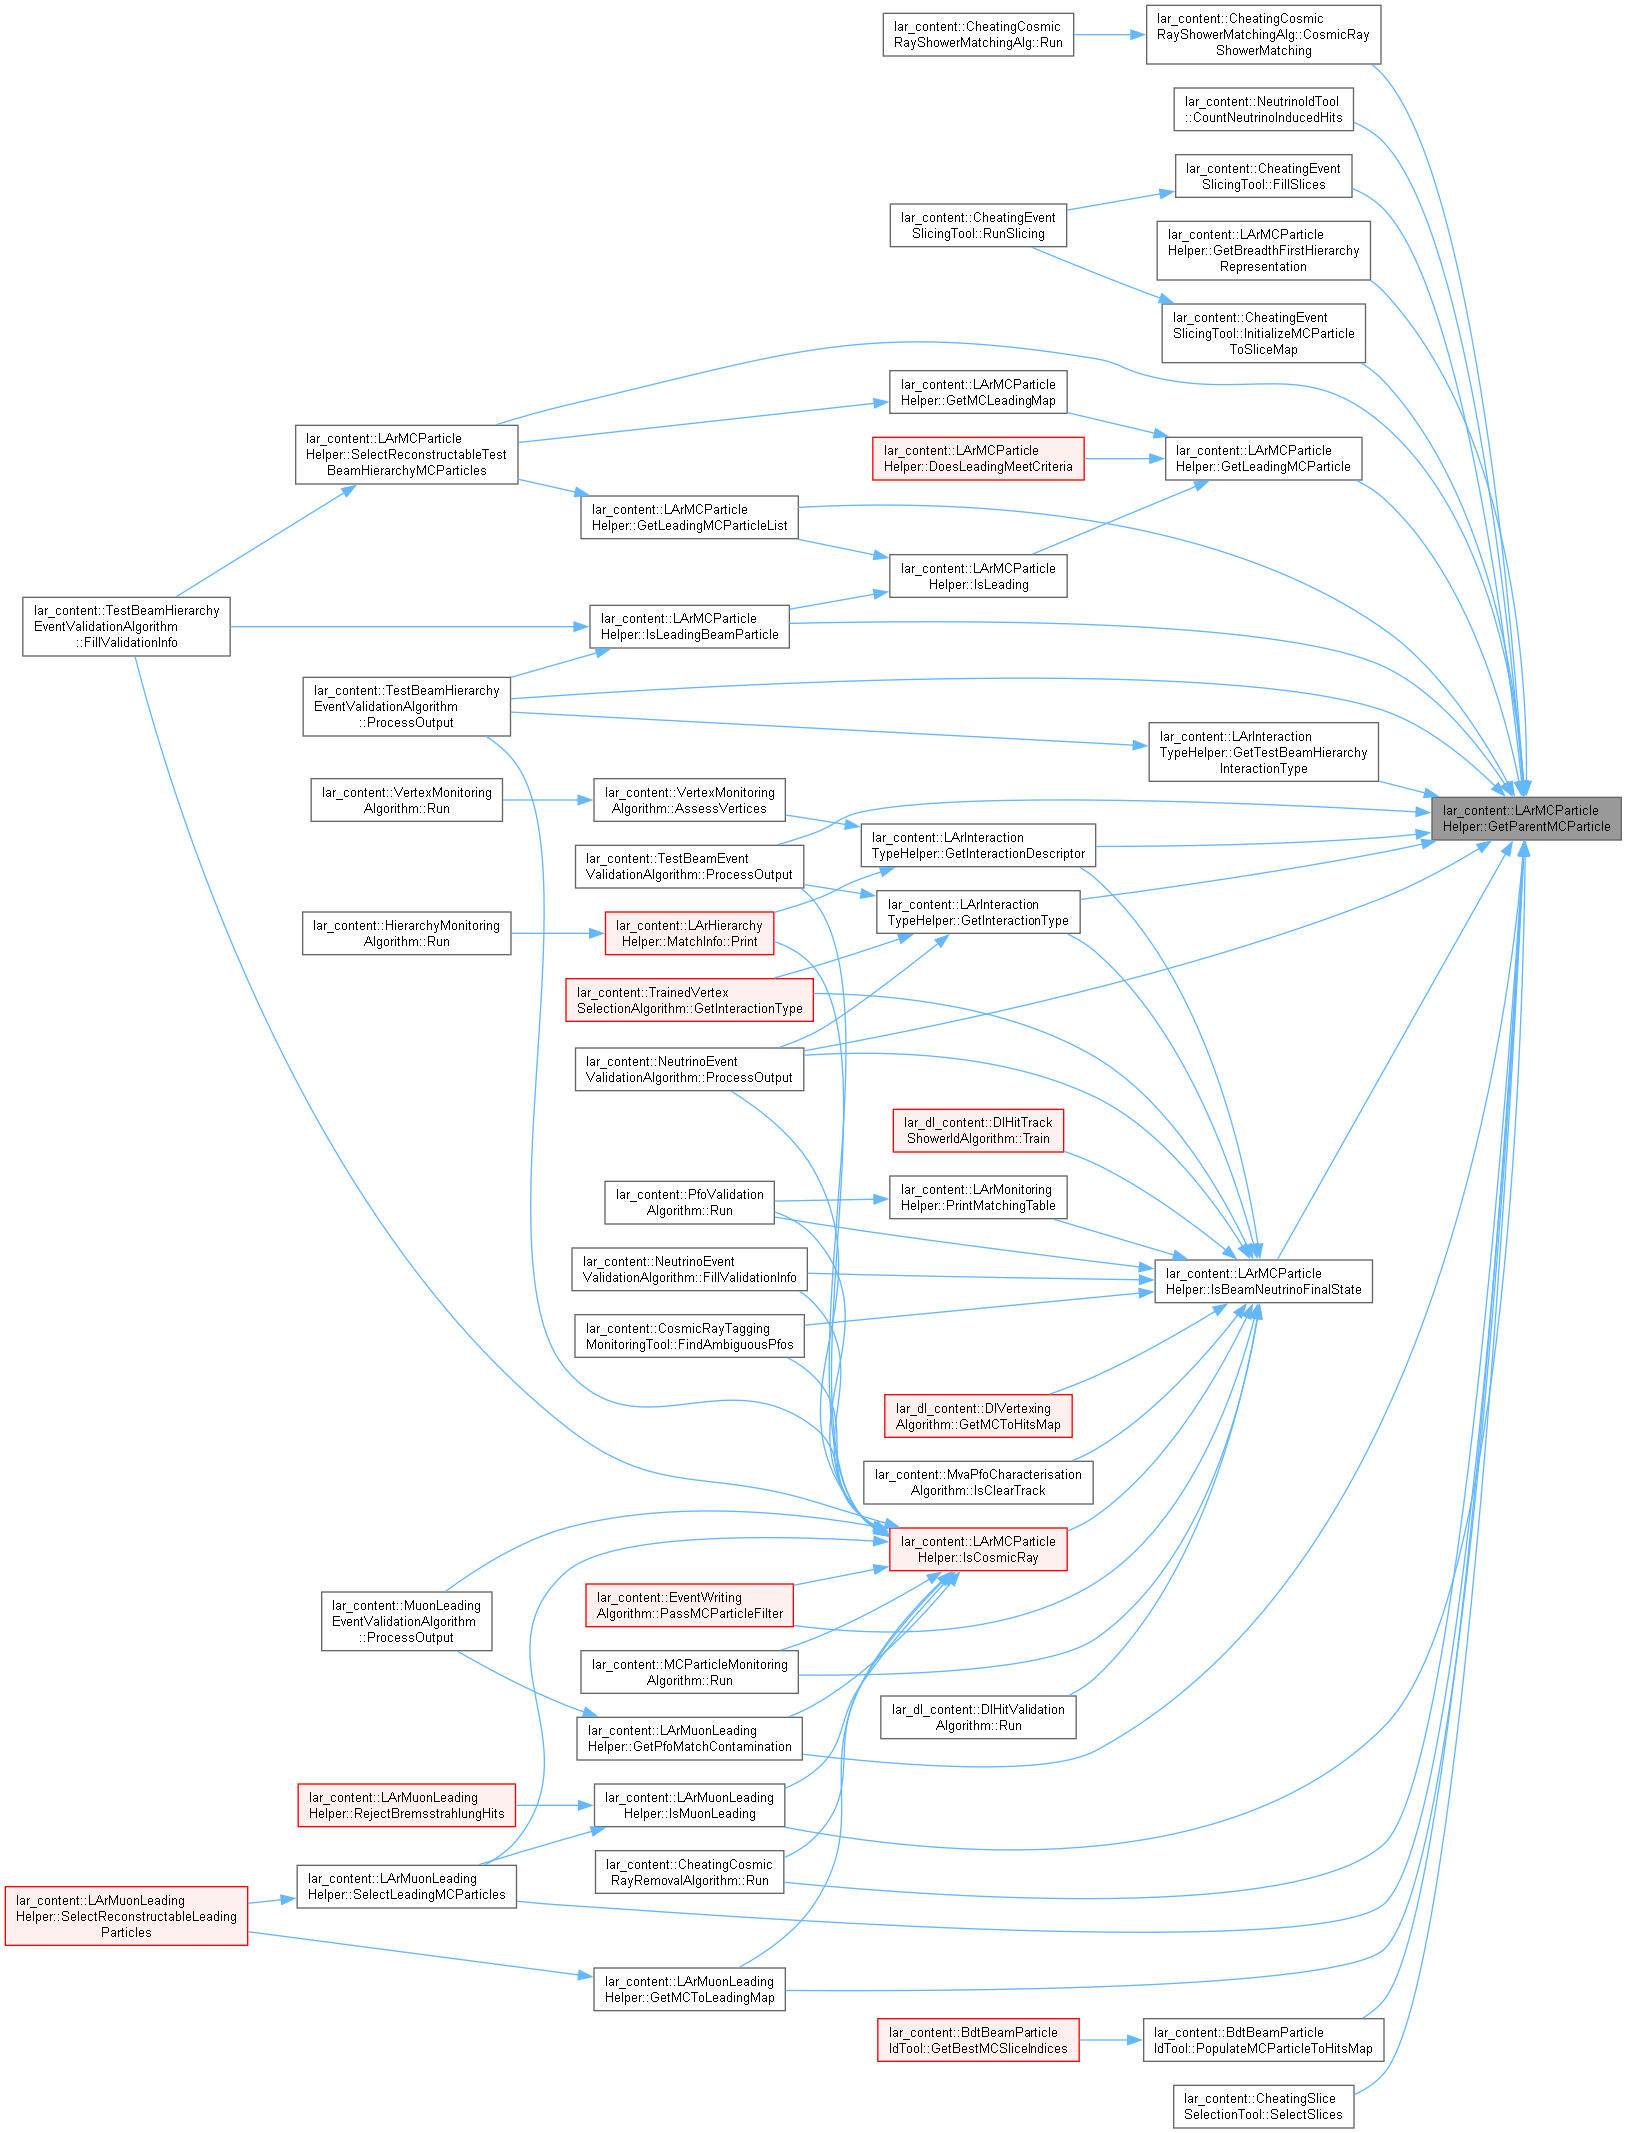 lar_content::CheatingCosmic
RayShowerMatchingAlg::Run
lar_content::CheatingCosmic
RayShowerMatchingAlg::CosmicRay
ShowerMatching
lar_content::NeutrinoIdTool
::CountNeutrinoInducedHits
lar_content::CheatingEvent
SlicingTool::FillSlices
lar_content::CheatingEvent
SlicingTool::RunSlicing
lar_content::LArMCParticle
Helper::GetBreadthFirstHierarchy
Representation
lar_content::CheatingEvent
SlicingTool::InitializeMCParticle
ToSliceMap
lar_content::LArMCParticle
Helper::GetMCLeadingMap
lar_content::LArMCParticle
Helper::SelectReconstructableTest
BeamHierarchyMCParticles
lar_content::LArMCParticle
Helper::DoesLeadingMeetCriteria
lar_content::LArMCParticle
Helper::GetLeadingMCParticle
lar_content::LArMCParticle
Helper::GetLeadingMCParticleList
lar_content::LArMCParticle
Helper::IsLeading
lar_content::TestBeamHierarchy
EventValidationAlgorithm
::FillValidationInfo
lar_content::LArMCParticle
Helper::IsLeadingBeamParticle
lar_content::TestBeamHierarchy
EventValidationAlgorithm
::ProcessOutput
lar_content::LArInteraction
TypeHelper::GetTestBeamHierarchy
InteractionType
lar_content::VertexMonitoring
Algorithm::Run
lar_content::VertexMonitoring
Algorithm::AssessVertices
lar_content::LArMCParticle
Helper::GetParentMCParticle
lar_content::LArInteraction
TypeHelper::GetInteractionDescriptor
lar_content::TestBeamEvent
ValidationAlgorithm::ProcessOutput
lar_content::LArInteraction
TypeHelper::GetInteractionType
lar_content::HierarchyMonitoring
Algorithm::Run
lar_content::LArHierarchy
Helper::MatchInfo::Print
lar_content::TrainedVertex
SelectionAlgorithm::GetInteractionType
lar_content::NeutrinoEvent
ValidationAlgorithm::ProcessOutput
lar_dl_content::DlHitTrack
ShowerIdAlgorithm::Train
lar_content::PfoValidation
Algorithm::Run
lar_content::LArMonitoring
Helper::PrintMatchingTable
lar_content::NeutrinoEvent
ValidationAlgorithm::FillValidationInfo
lar_content::LArMCParticle
Helper::IsBeamNeutrinoFinalState
lar_content::CosmicRayTagging
MonitoringTool::FindAmbiguousPfos
lar_dl_content::DlVertexing
Algorithm::GetMCToHitsMap
lar_content::MvaPfoCharacterisation
Algorithm::IsClearTrack
lar_content::LArMCParticle
Helper::IsCosmicRay
lar_content::EventWriting
Algorithm::PassMCParticleFilter
lar_content::MuonLeading
EventValidationAlgorithm
::ProcessOutput
lar_content::MCParticleMonitoring
Algorithm::Run
lar_dl_content::DlHitValidation
Algorithm::Run
lar_content::LArMuonLeading
Helper::GetPfoMatchContamination
lar_content::LArMuonLeading
Helper::RejectBremsstrahlungHits
lar_content::LArMuonLeading
Helper::IsMuonLeading
lar_content::CheatingCosmic
RayRemovalAlgorithm::Run
lar_content::LArMuonLeading
Helper::SelectLeadingMCParticles
lar_content::LArMuonLeading
Helper::SelectReconstructableLeading
Particles
lar_content::LArMuonLeading
Helper::GetMCToLeadingMap
lar_content::BdtBeamParticle
IdTool::GetBestMCSliceIndices
lar_content::BdtBeamParticle
IdTool::PopulateMCParticleToHitsMap
lar_content::CheatingSlice
SelectionTool::SelectSlices